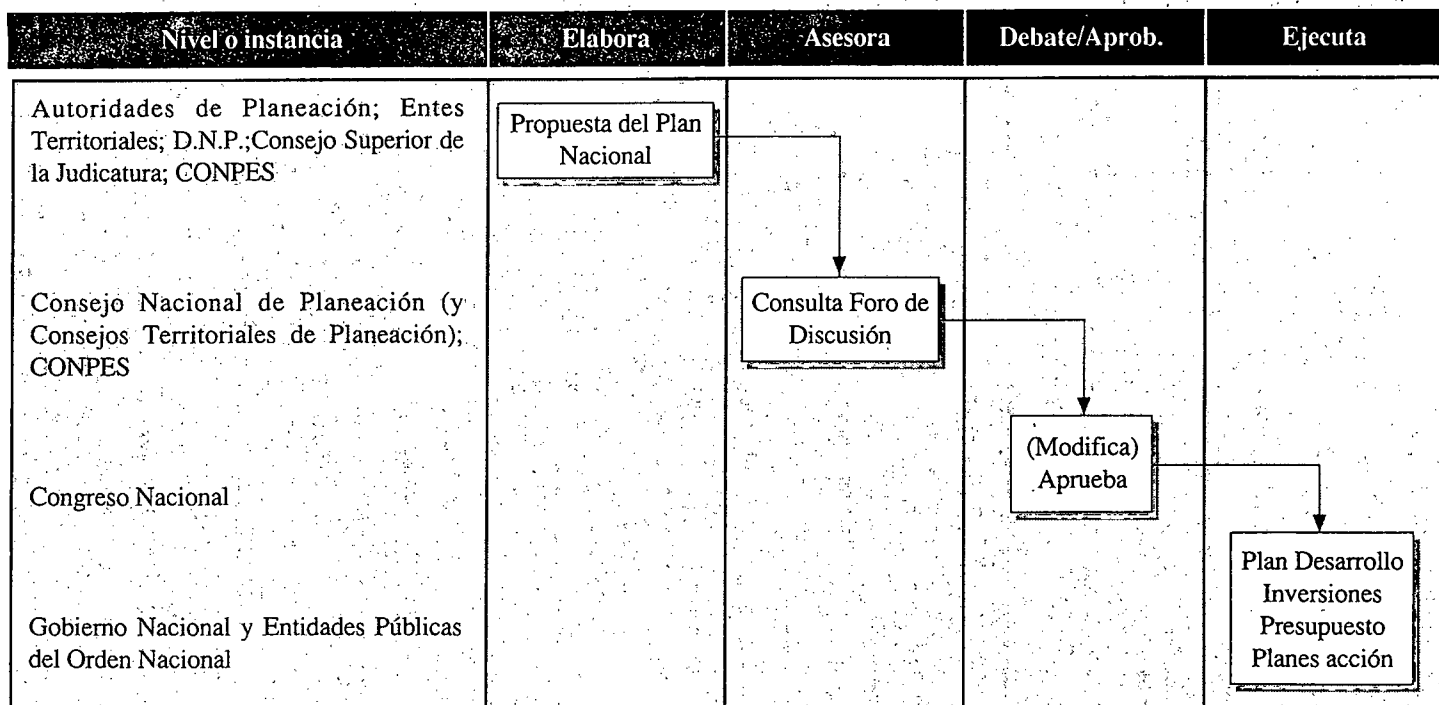 Nivel o instancia
Elabora
Asesora
Debate/Aprob.
Ejecuta
Autoridades de Planeación; Entes
Territoriales; D.N.P.;Consejo Superior de
la Judicatura; CONPES
Propuesta del Plan
Nacional
Consejo Nacional de Planeación (y
Consejos Territoriales de Planeación);
CONPES
Consulta Foro de
Discusión
Congreso Nacional
(Modifica)
Aprueba
Gobierno Nacional y Entidades Públicas
del Orden Nacional
Plan Desarrollo
Inversiones
Presupuesto
Planes acción